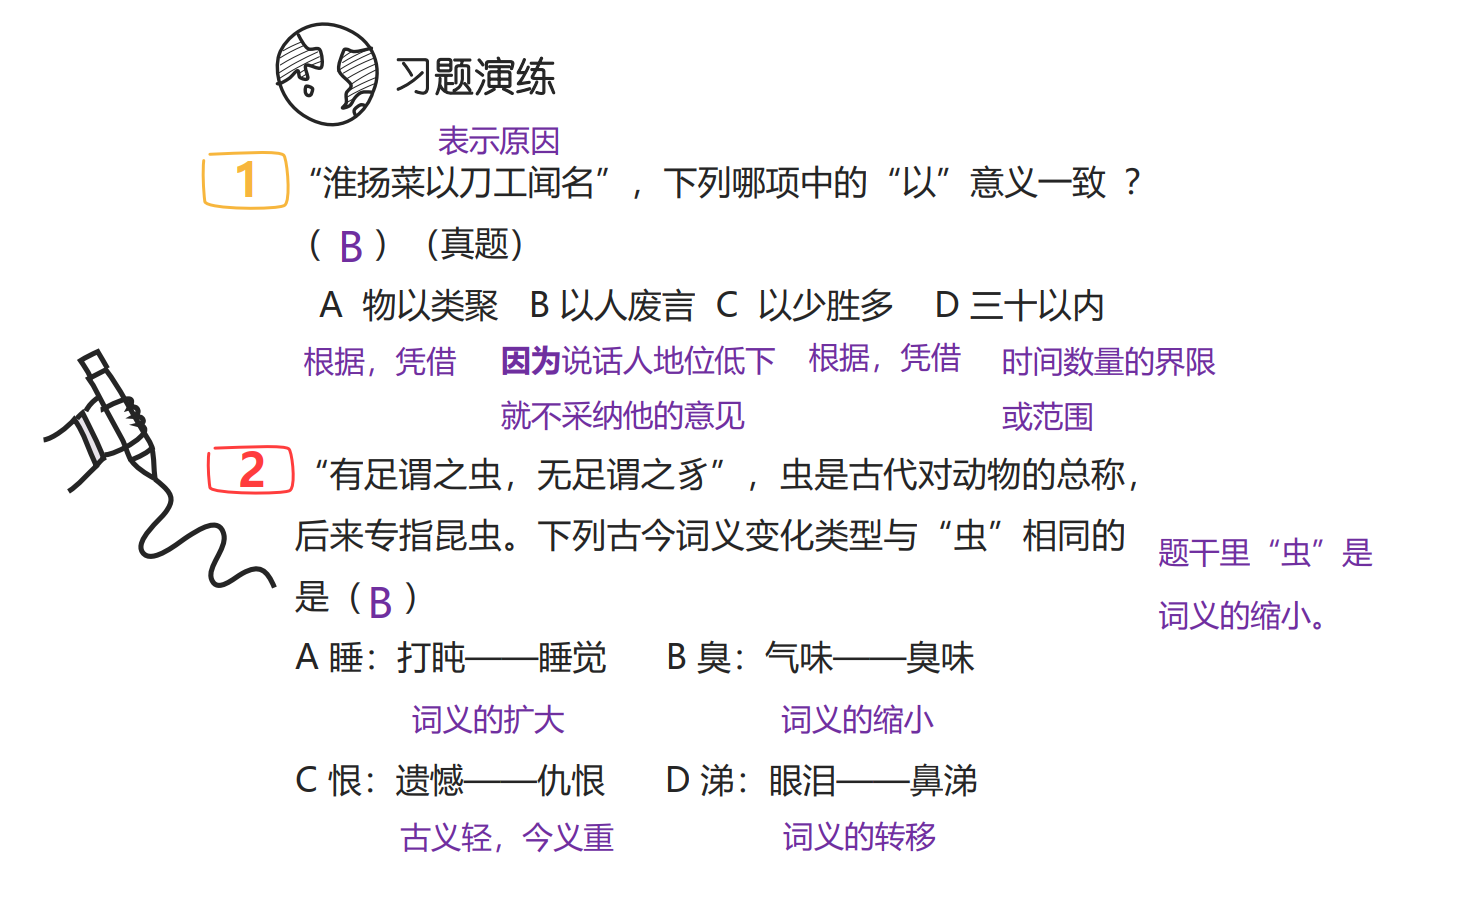 习题演练
表示原因
1 “淮扬菜以刀工闻名”，下列哪项中的“以”意义一致？
（ B ）（真题）
A 物以类聚 B 以人废言 C 以少胜多 D 三十以内
根据，凭借 因为说话人地位低下 根据，凭借 时间数量的界限
就不采纳他的意见 或范围
2 “有足谓之虫，无足谓之豸”，虫是古代对动物的总称，
后来专指昆虫。下列古今词义变化类型与“虫”相同的
题干里“虫”是
是（ B ）
词义的缩小。
A 睡：打盹——睡觉 B 臭：气味——臭味
词义的扩大 词义的缩小
C 恨：遗憾——仇恨 D 涕：眼泪——鼻涕
古义轻，今义重 词义的转移